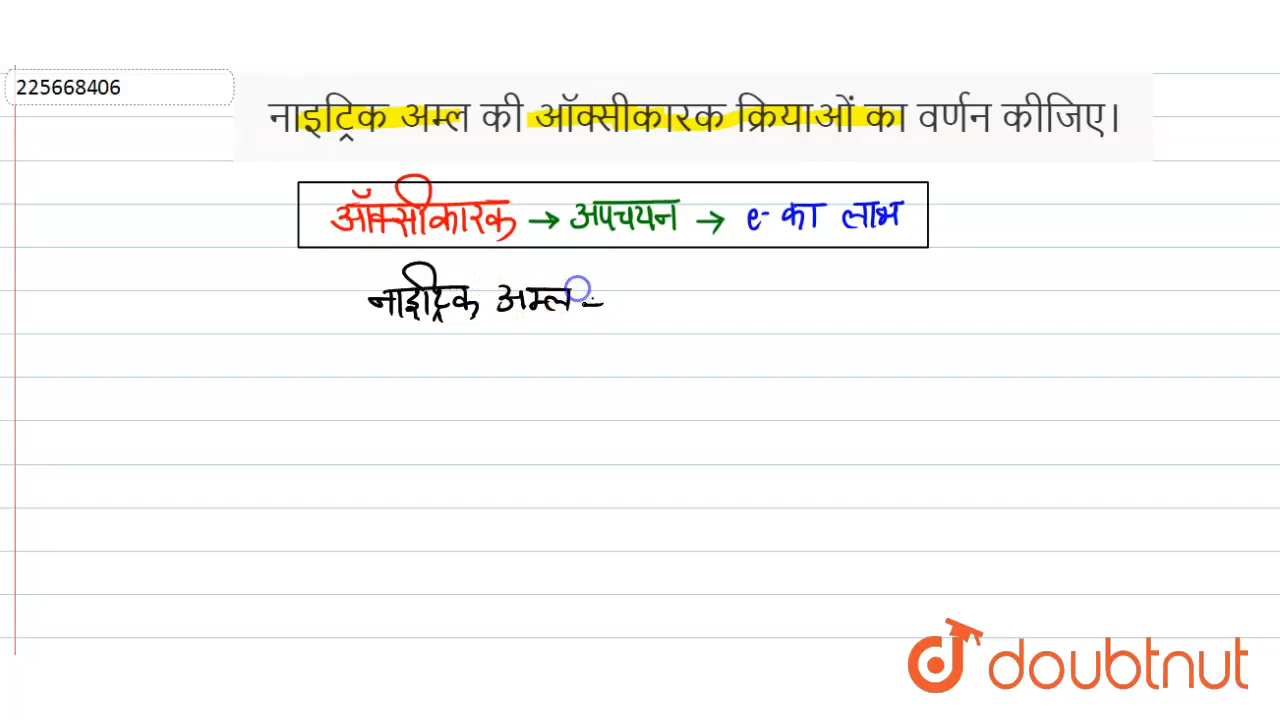 225668406
नाइट्रिक अम्ल की ऑक्सीकारक क्रियाओं का वर्णन कीजिए।
ऑक्सीकारक → अपचयन → e- का लाभ
नाइट्रिक अम्ल :-
doubtnut